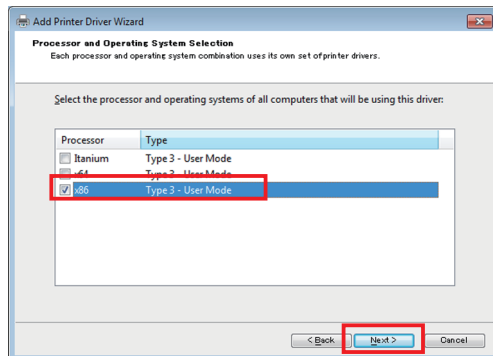 Add Printer Driver Wizard
Processor and Operating System Selection
Each processor and operating system combination uses its own set of printer drivers.
Select the processor and operating systems of all computers that will be using this driver:
Processor Type
Itanium Type 3 - User Mode
x64 Type 3 - User Mode
x86 Type 3 - User Mode
< Back Next > Cancel